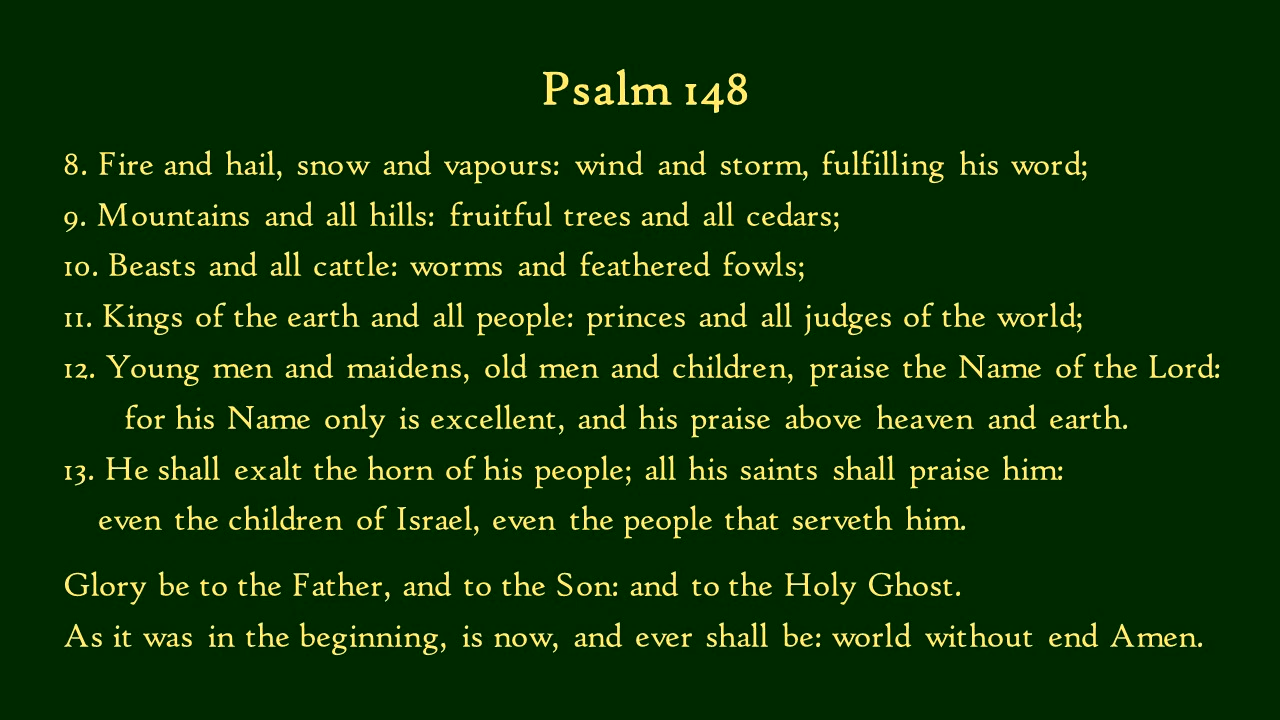 Psalm 148
8. Fire and hail, snow and vapours: wind and storm, fulfilling his word;
9. Mountains and all hills: fruitful trees and all cedars;
10. Beasts and all cattle: worms and feathered fowls;
11. Kings of the earth and all people: princes and all judges of the world;
12. Young men and maidens, old men and children, praise the Name of the Lord:
for his Name only is excellent, and his praise above heaven and earth.
13. He shall exalt the horn of his people; all his saints shall praise him:
even the children of Israel, even the people that serveth him.
Glory be to the Father, and to the Son: and to the Holy Ghost.
As it was in the beginning, is now, and ever shall be: world without end Amen.